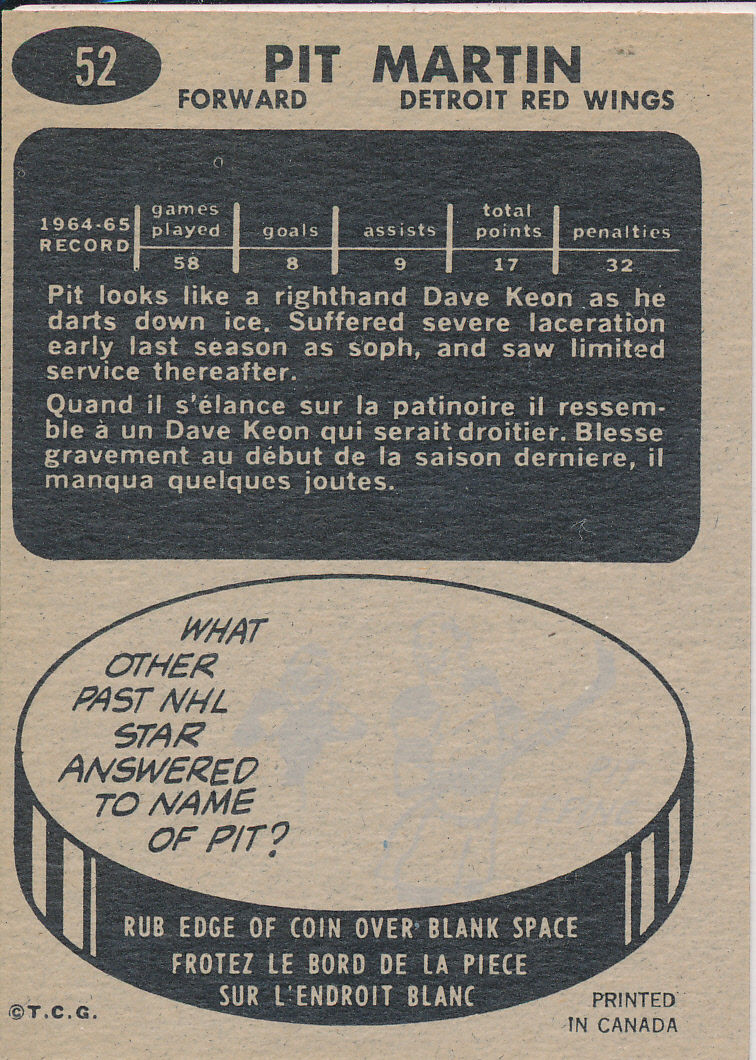 52
PIT MARTIN
FORWARD DETROIT RED WINGS
1964-65 RECORD
games played goals assists total points penalties
58 8 9 17 32
Pit looks like a righthand Dave Keon as he
darts down ice. Suffered severe laceration
early last season as soph, and saw limited
service thereafter.
Quand il s'élance sur la patinoire il ressem-
ble à un Dave Keon qui serait droitier. Blesse
gravement au début de la saison derniere, il
manqua quelques joutes.
WHAT
OTHER
PAST NHL
STAR
ANSWERED
TO NAME
OF PIT?
RUB EDGE OF COIN OVER BLANK SPACE
FROTEZ LE BORD DE LA PIECE
SUR L'ENDROIT BLANC
©T.C.G.
PRINTED
IN CANADA